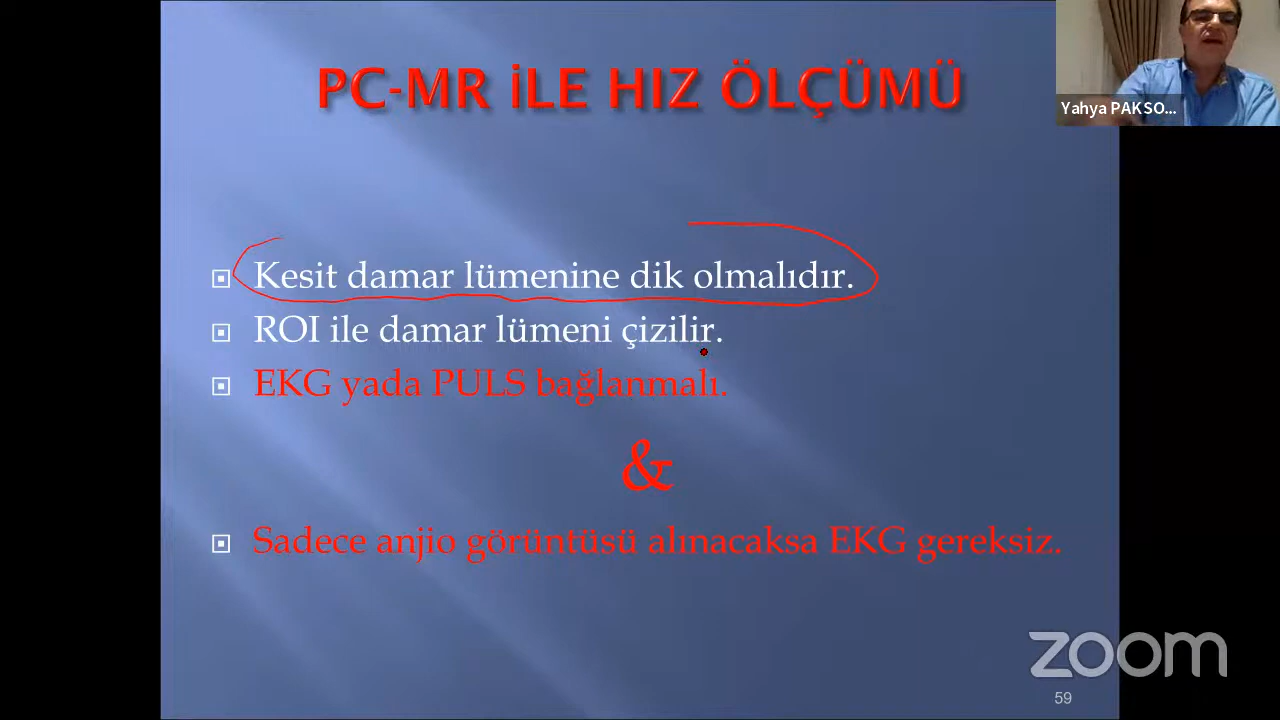 PC-MR İLE HIZ ÖLÇÜMÜ
Yahya PAKSO...
Kesit damar lümenine dik olmalıdır.
ROI ile damar lümeni çizilir.
EKG yada PULS bağlanmalı.
&
Sadece anjio görüntüsü alınacaksa EKG gereksiz.
zoom
59